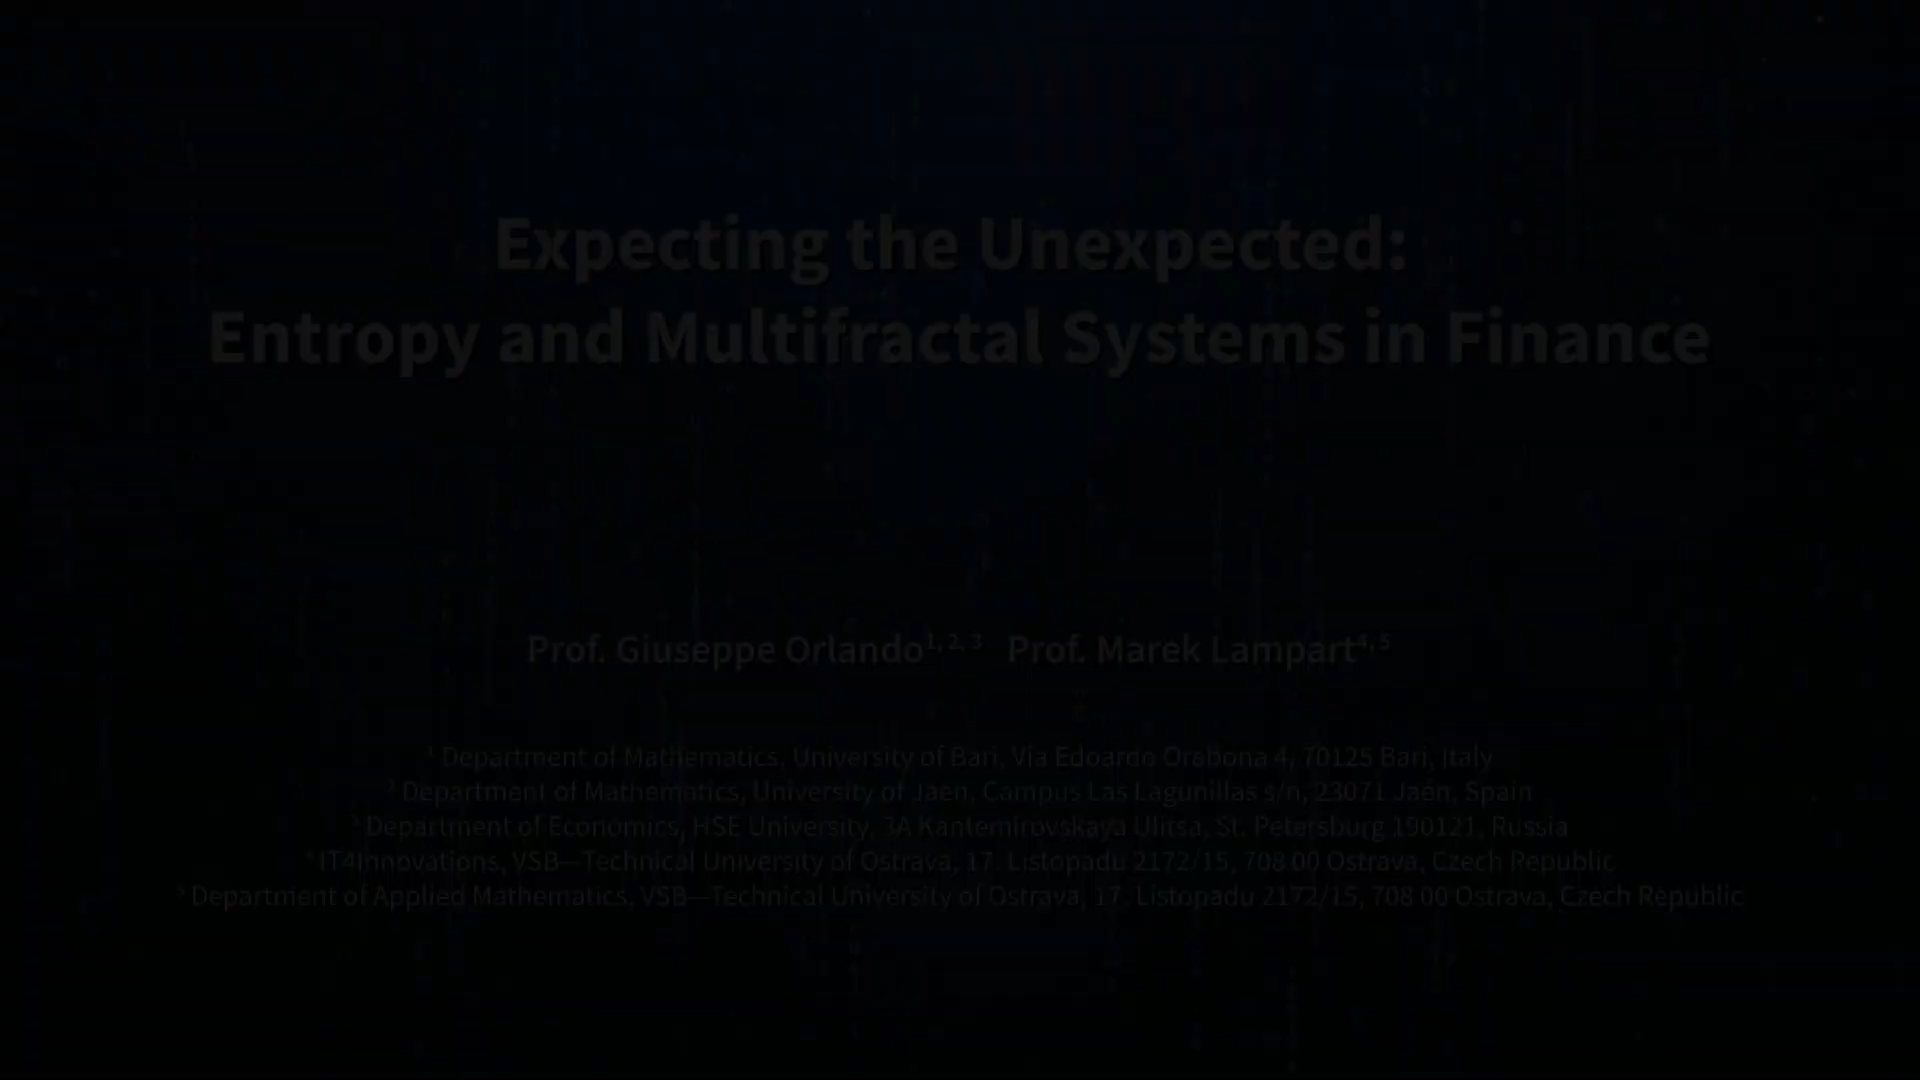 Expecting the Unexpected:
Entropy and Multifractal Systems in Finance
Prof. Giuseppe Orlando1, 2, 3 Prof. Marek Lampart4, 5
1 Department of Mathematics, University of Bari, Via Edoardo Orabona 4, 70125 Bari, Italy
2 Department of Mathematics, University of Jaén, Campus Las Lagunillas s/n, 23071 Jaén, Spain
3 Department of Economics, HSE University, 3A Kantemirovskaya Ulitsa, St. Petersburg 190121, Russia
4 IT4Innovations, VSB—Technical University of Ostrava, 17. Listopadu 2172/15, 708 00 Ostrava, Czech Republic
5 Department of Applied Mathematics, VSB—Technical University of Ostrava, 17. Listopadu 2172/15, 708 00 Ostrava, Czech Republic